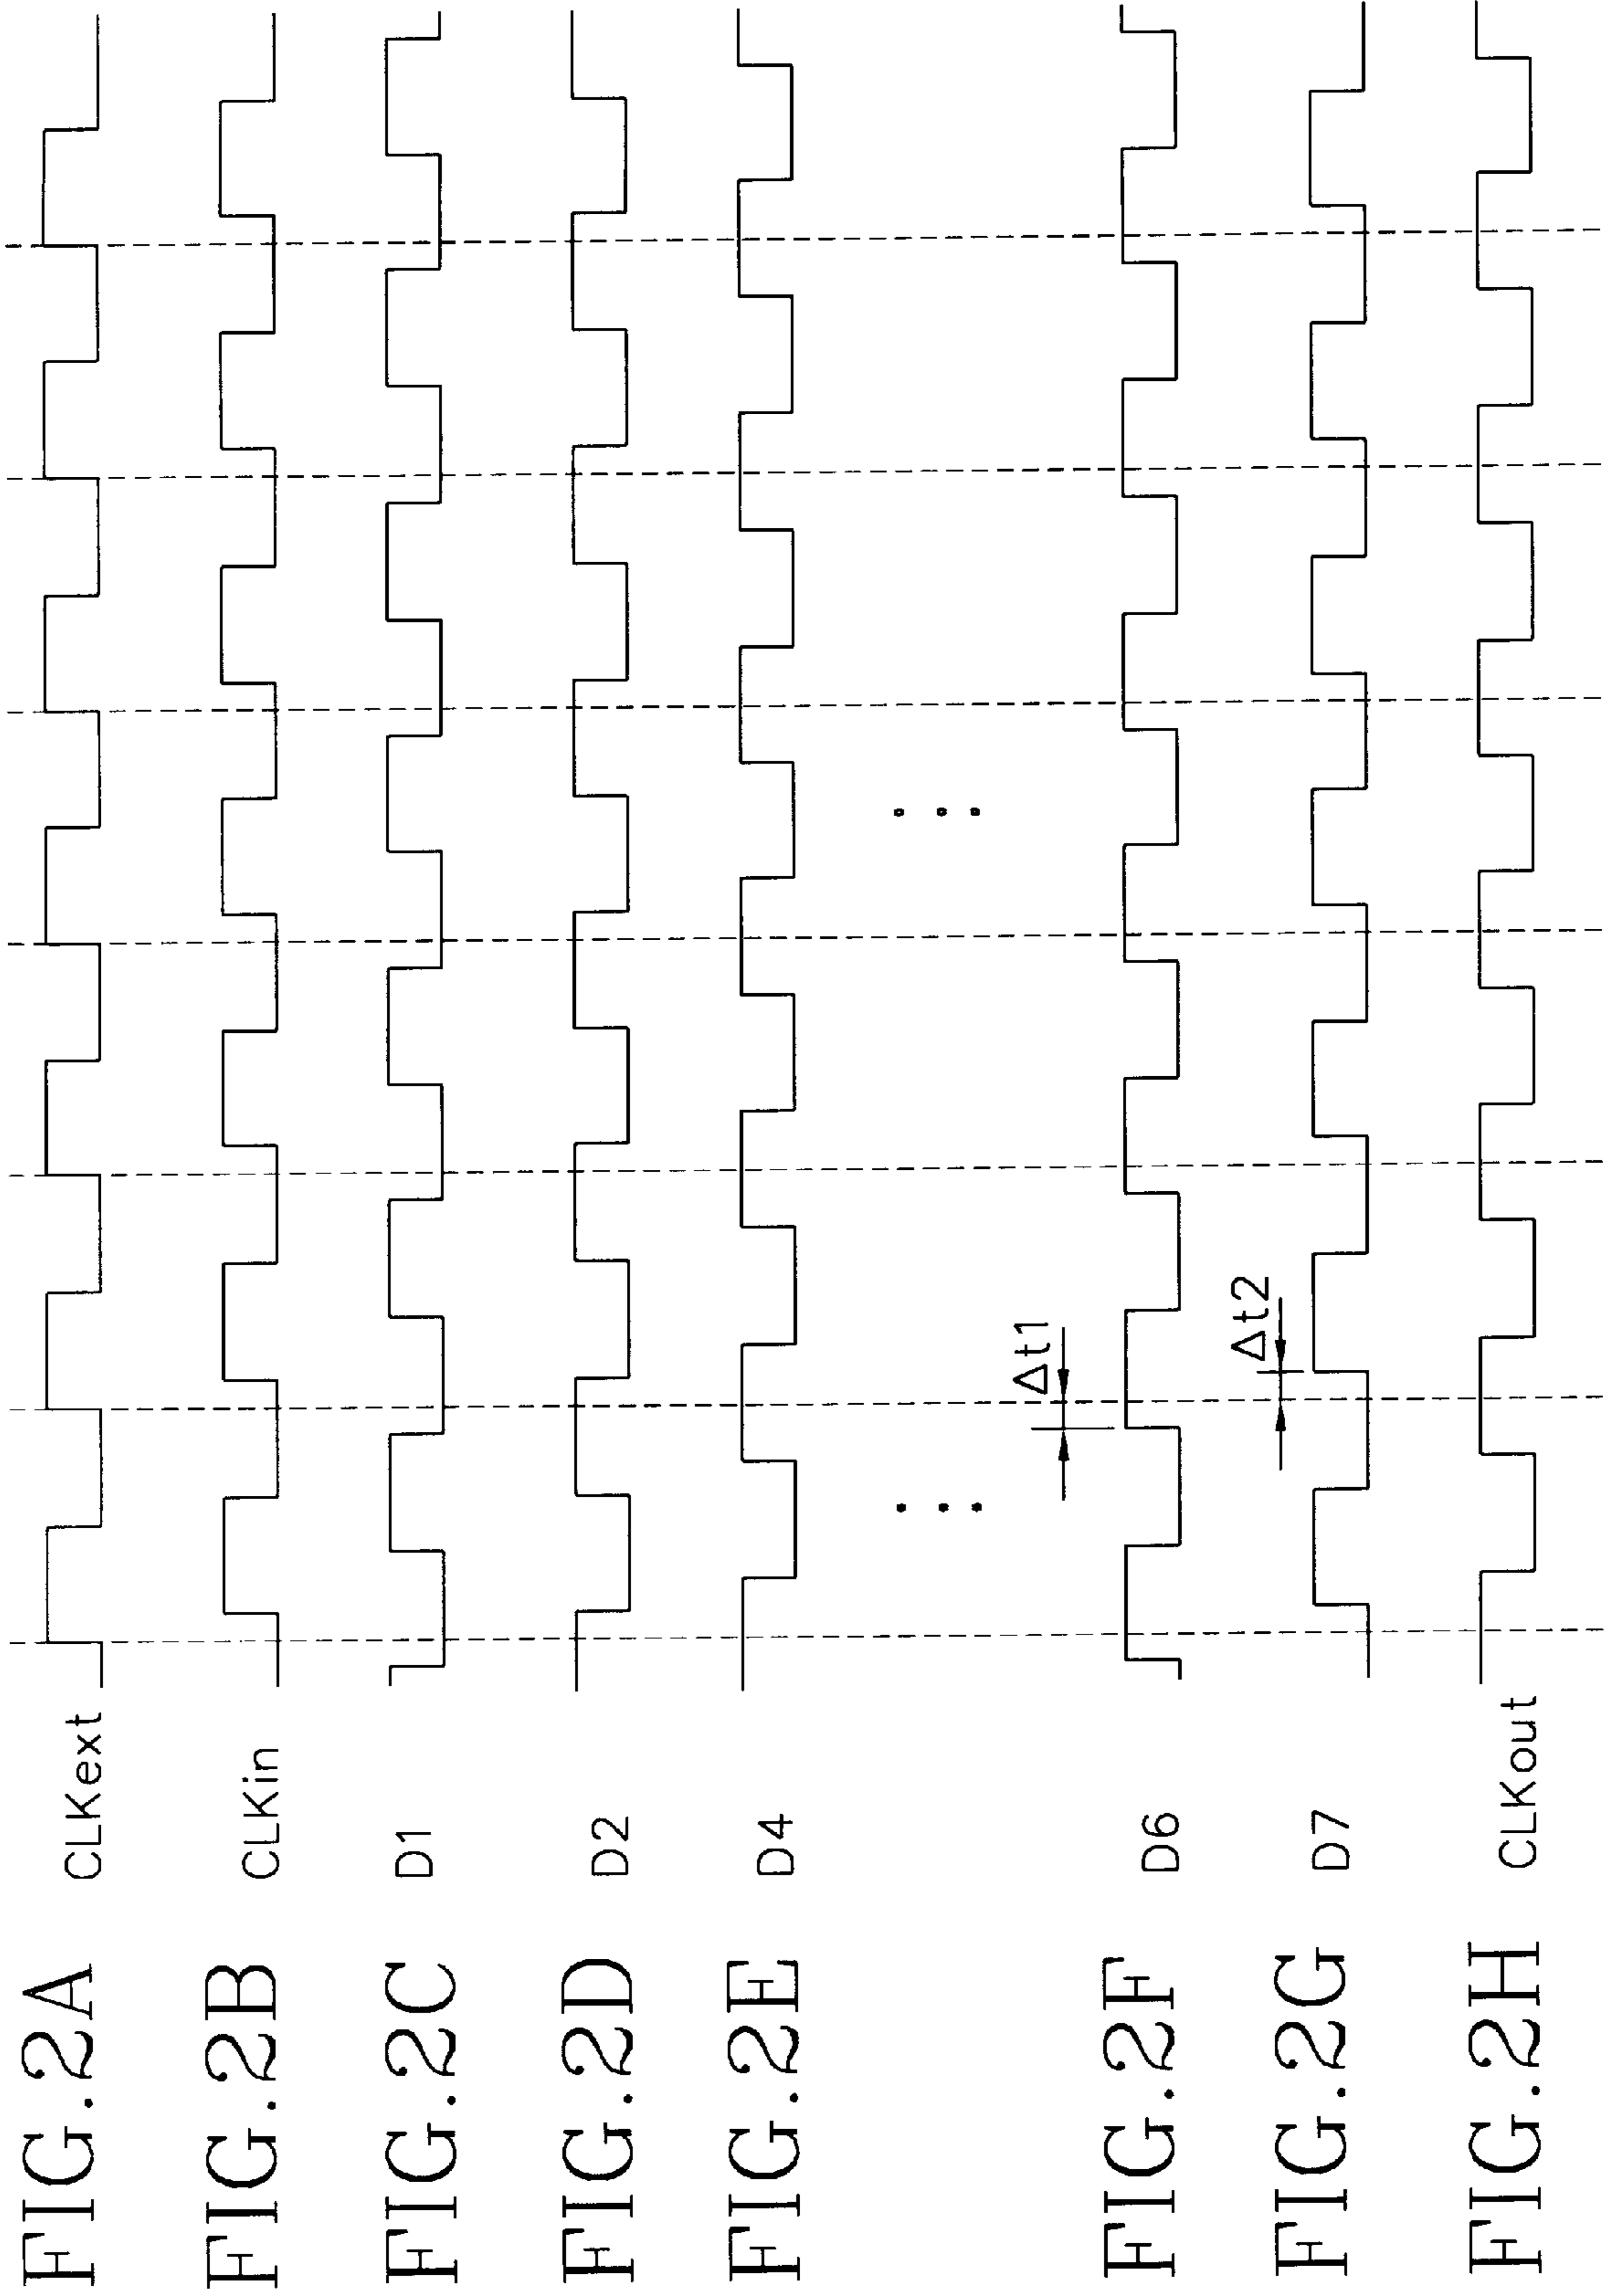 FIG.2A CLKext
FIG.2B CLKin
FIG.2C D1
FIG.2D D2
FIG.2E D4
FIG.2F D6 Δt1
FIG.2G D7 Δt2
FIG.2H CLKout